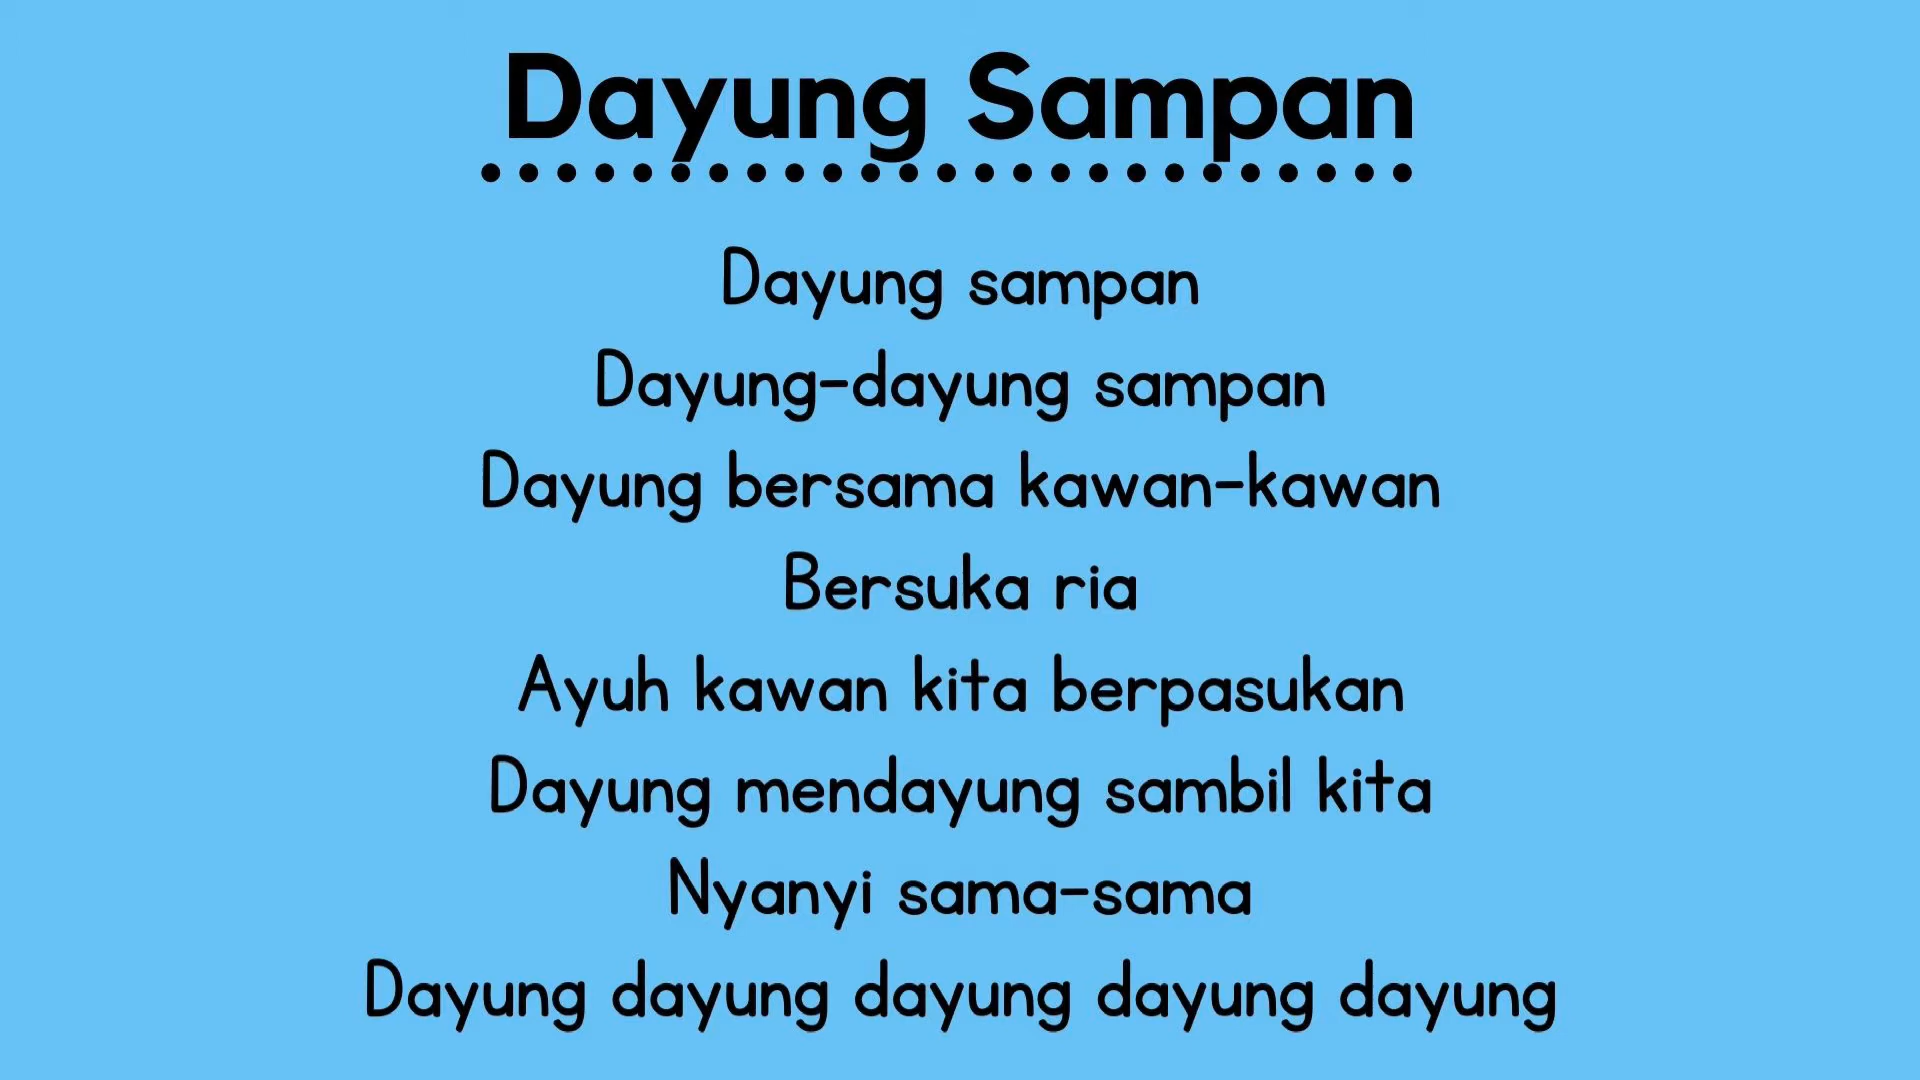 Dayung Sampan
Dayung sampan
Dayung-dayung sampan
Dayung bersama kawan-kawan
Bersuka ria
Ayuh kawan kita berpasukan
Dayung mendayung sambil kita
Nyanyi sama-sama
Dayung dayung dayung dayung dayung